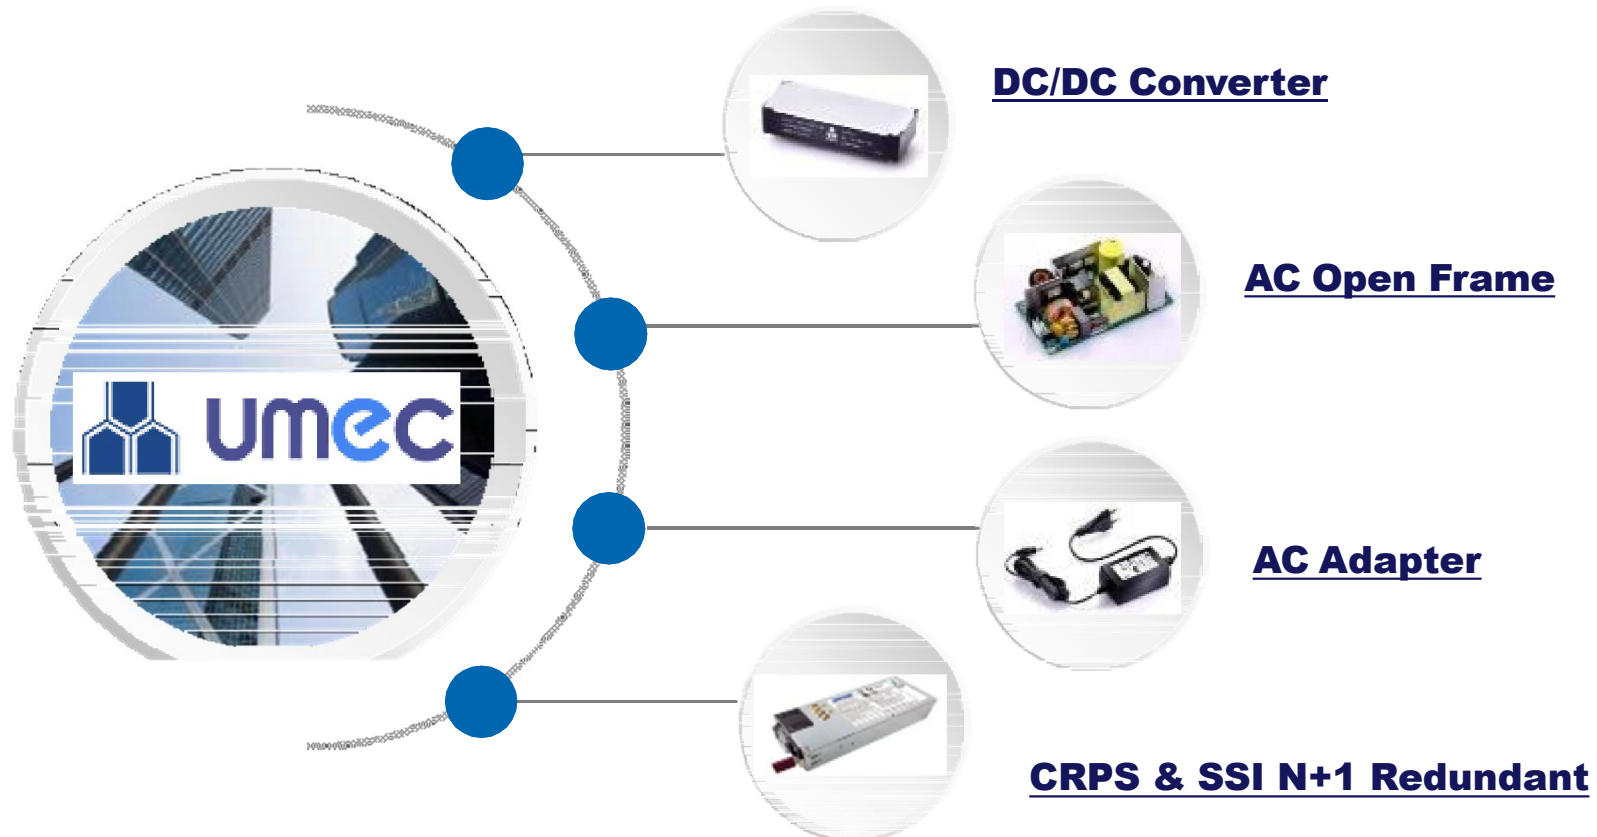 DC/DC Converter
AC Open Frame
umec
AC Adapter
CRPS & SSI N+1 Redundant